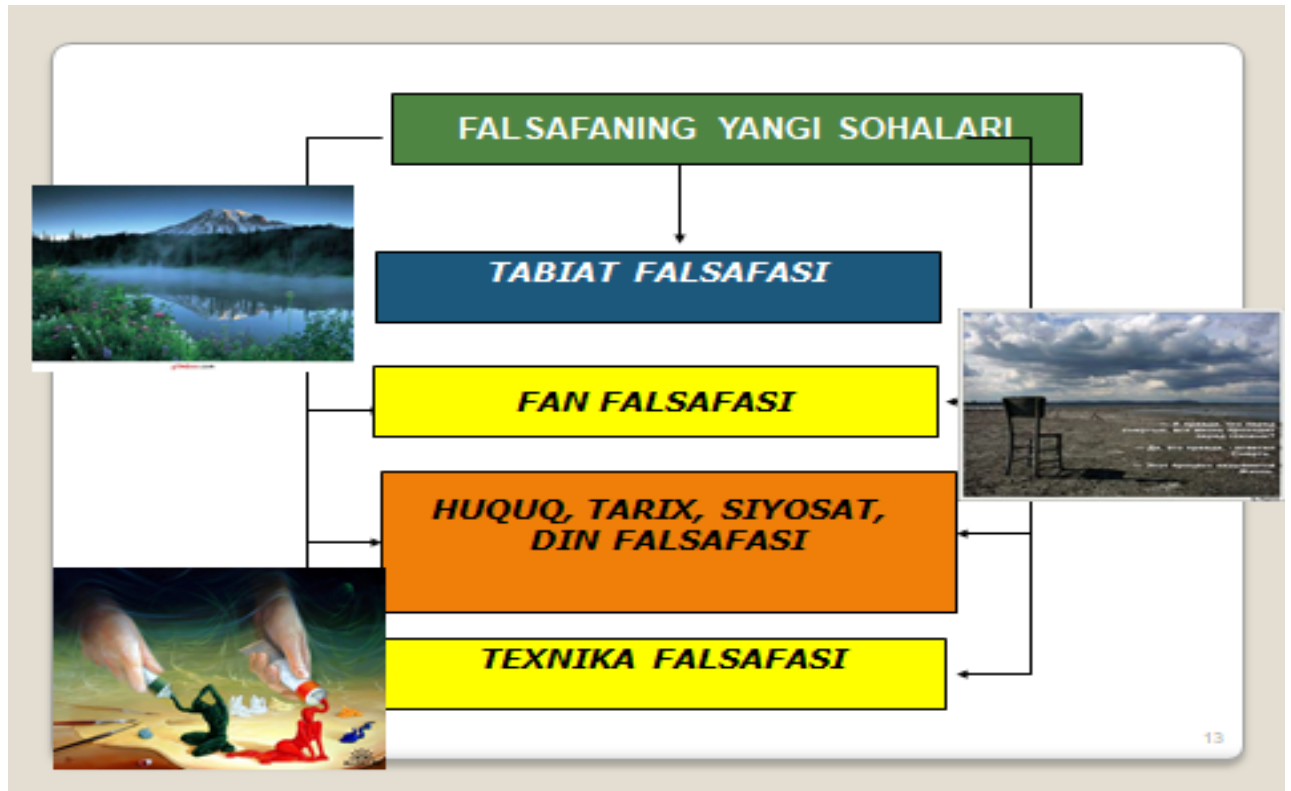 FALSAFANING YANGI SOHALARI
TABIAT FALSAFASI
FAN FALSAFASI
HUQUQ, TARIX, SIYOSAT,
DIN FALSAFASI
TEXNIKA FALSAFASI
13